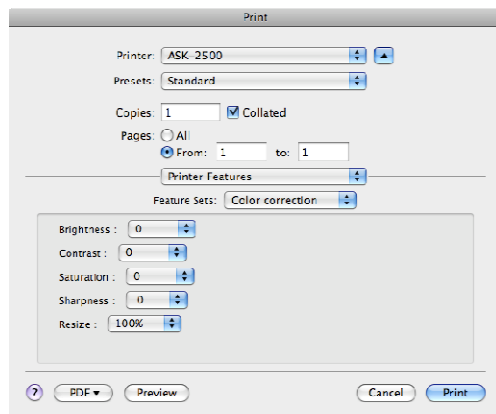 Print
Printer: ASK-2500
Presets: Standard
Copies: 1 Collated
Pages: All
From: 1 to: 1
Printer Features
Feature Sets: Color correction
Brightness : 0
Contrast : 0
Saturation : 0
Sharpness : 0
Resize : 100%
? PDF ▾ Preview Cancel Print